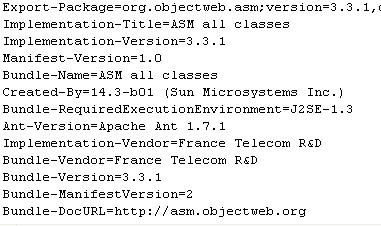 Export-Package=org.objectweb.asm;version=3.3.1,
Implementation-Title=ASM all classes
Implementation-Version=3.3.1
Manifest-Version=1.0
Bundle-Name=ASM all classes
Created-By=14.3-b01 (Sun Microsystems Inc.)
Bundle-RequiredExecutionEnvironment=J2SE-1.3
Ant-Version=Apache Ant 1.7.1
Implementation-Vendor=France Telecom R&D
Bundle-Vendor=France Telecom R&D
Bundle-Version=3.3.1
Bundle-ManifestVersion=2
Bundle-DocURL=http://asm.objectweb.org